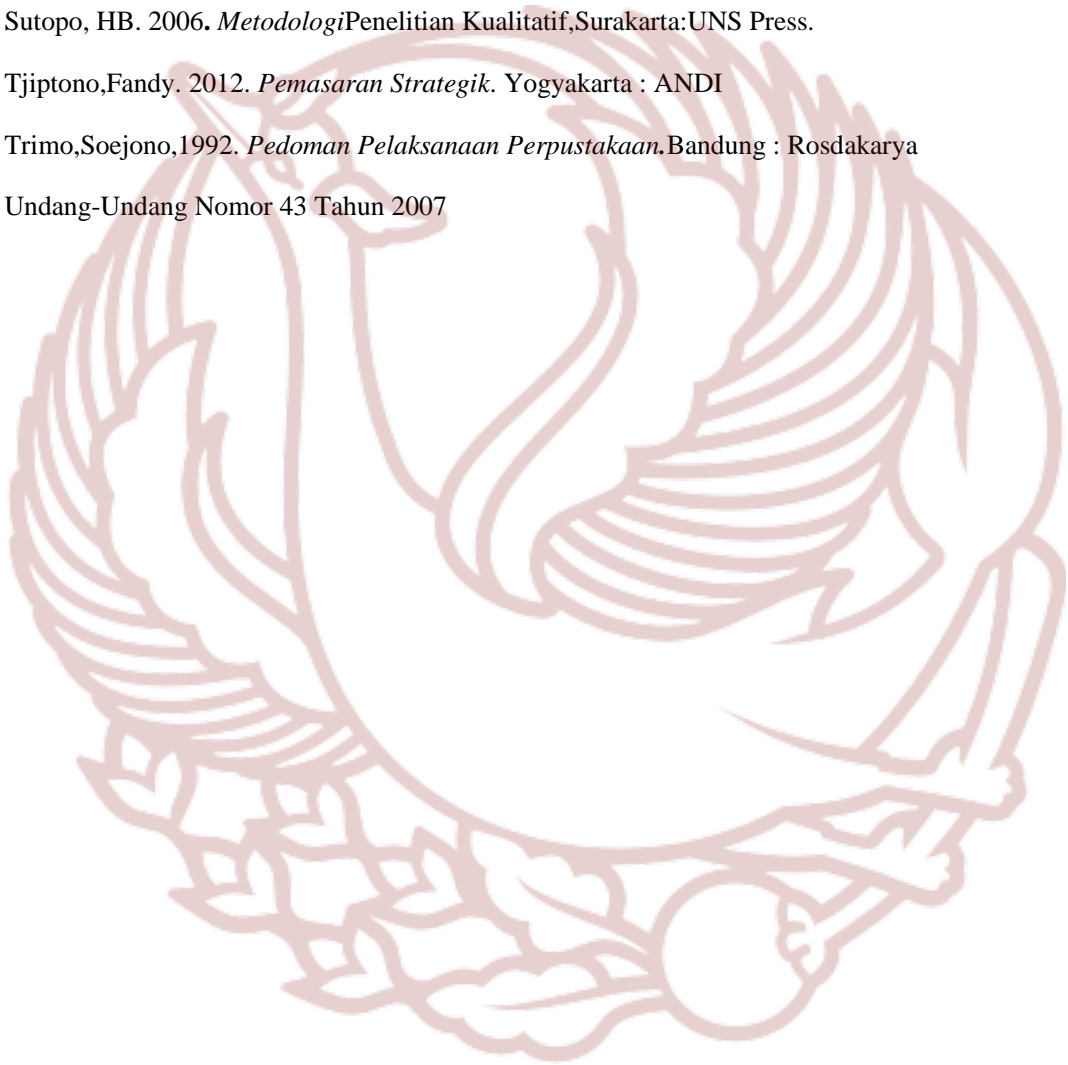 Sutopo, HB. 2006. MetodologiPenelitian Kualitatif,Surakarta:UNS Press.
Tjiptono,Fandy. 2012. Pemasaran Strategik. Yogyakarta : ANDI
Trimo,Soejono,1992. Pedoman Pelaksanaan Perpustakaan.Bandung : Rosdakarya
Undang-Undang Nomor 43 Tahun 2007